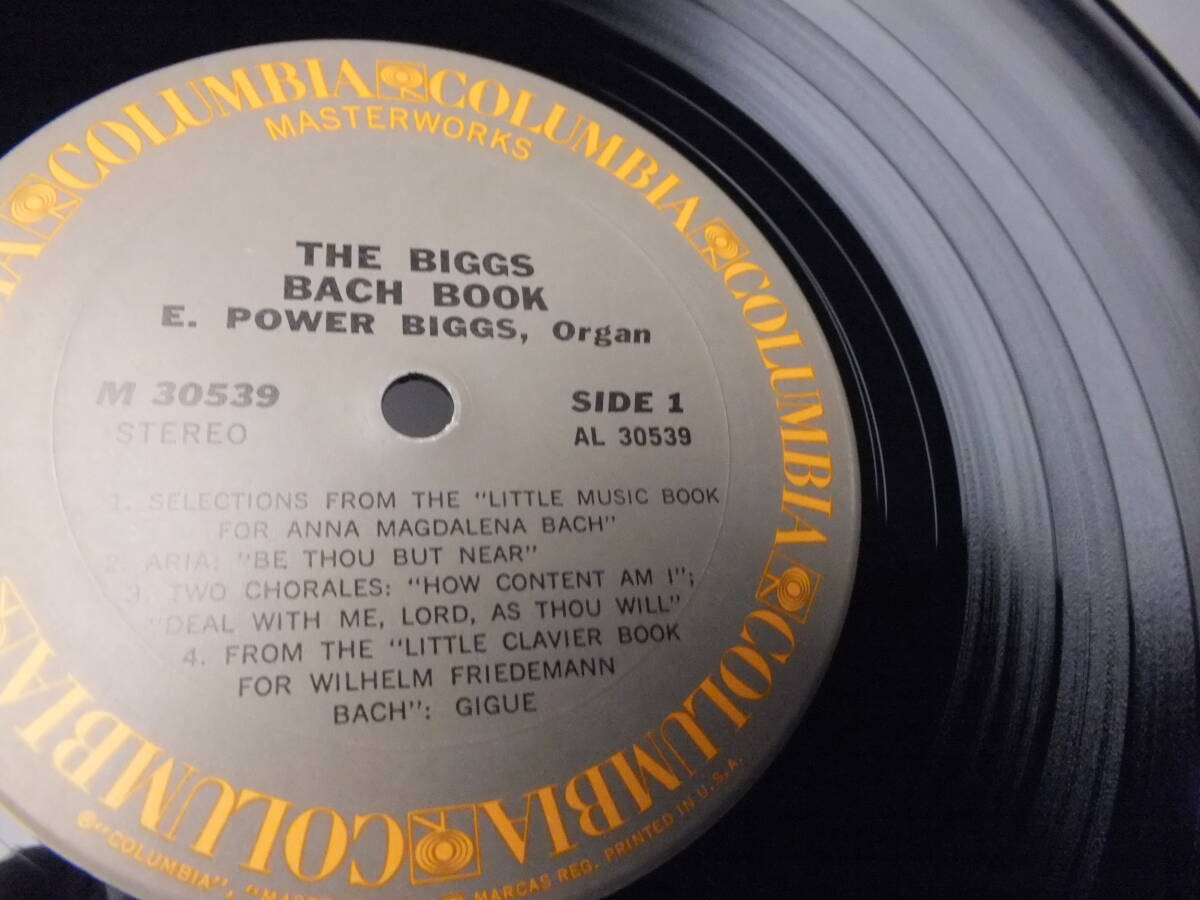 COLUMBIA COLUMBIA COLUMBIA COLUMBIA COLUMBIA COLUMBIA COLUMBIA COLUMBIA COLUMBIA
MASTERWORKS
THE BIGGS
BACH BOOK
E. POWER BIGGS, Organ
M 30539
STEREO
SIDE 1
AL 30539
1. SELECTIONS FROM THE "LITTLE MUSIC BOOK
FOR ANNA MAGDALENA BACH"
2. ARIA: "BE THOU BUT NEAR"
3. TWO CHORALES: "HOW CONTENT AM I";
"DEAL WITH ME, LORD, AS THOU WILL"
4. FROM THE "LITTLE CLAVIER BOOK
FOR WILHELM FRIEDEMANN
BACH": GIGUE
℗ "COLUMBIA", MARCAS REG. PRINTED IN U.S.A.